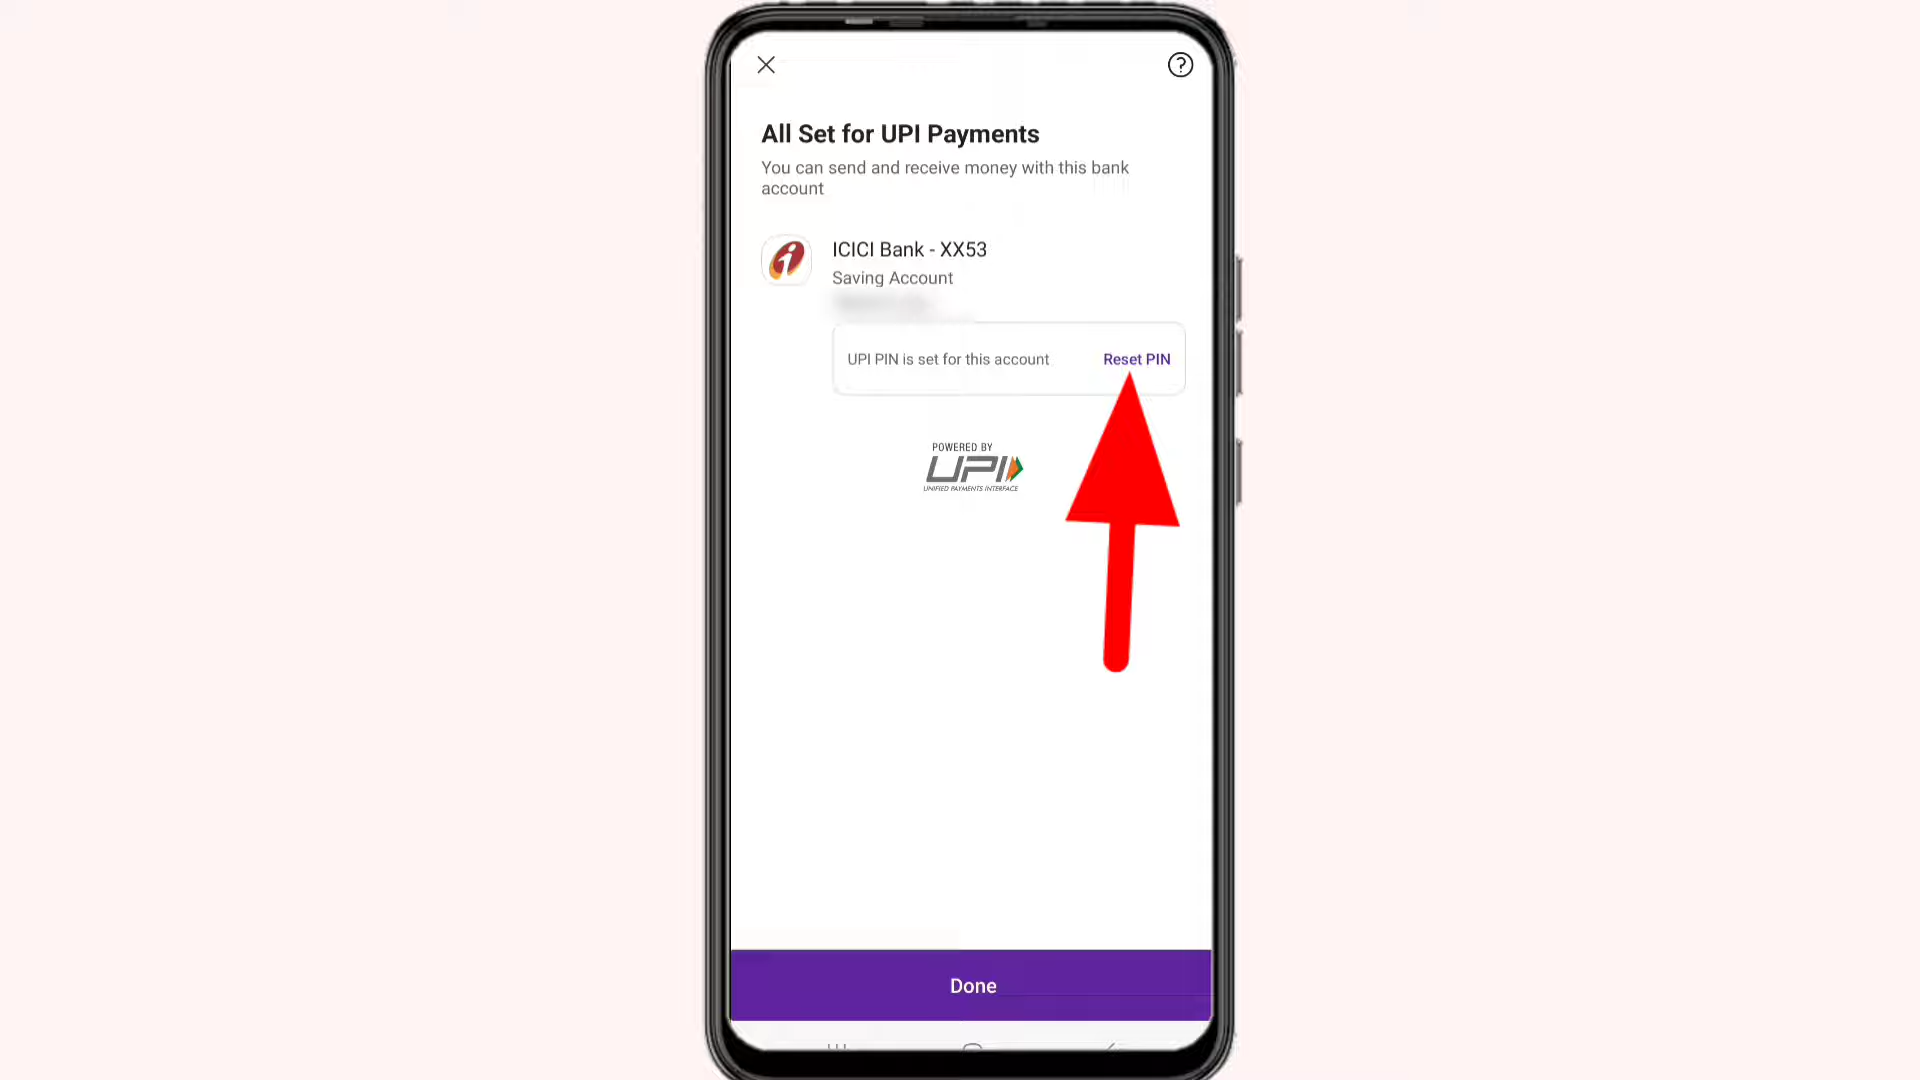 All Set for UPI Payments
You can send and receive money with this bank
account
ICICI Bank - XX53
Saving Account
UPI PIN is set for this account
Reset PIN
POWERED BY
UPI
UNIFIED PAYMENTS INTERFACE
Done